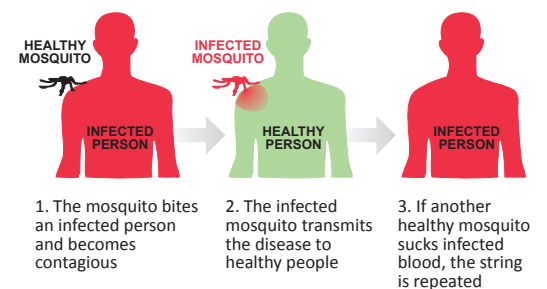 HEALTHY
MOSQUITO
INFECTED
PERSON
INFECTED
MOSQUITO
HEALTHY
PERSON
INFECTED
PERSON
1. The mosquito bites
an infected person
and becomes
contagious
2. The infected
mosquito transmits
the disease to
healthy people
3. If another
healthy mosquito
sucks infected
blood, the string
is repeated